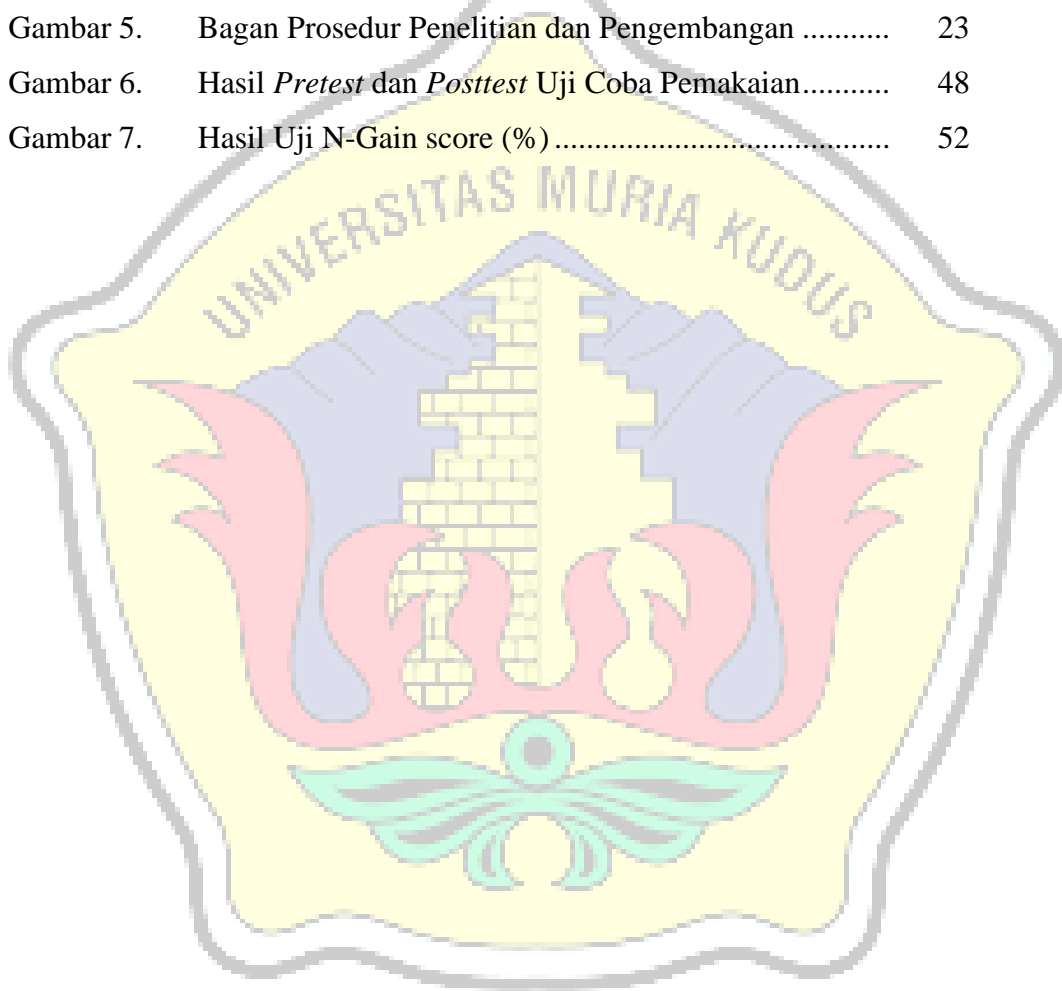 Gambar 5. Bagan Prosedur Penelitian dan Pengembangan ........... 23
Gambar 6. Hasil Pretest dan Posttest Uji Coba Pemakaian........... 48
Gambar 7. Hasil Uji N-Gain score (%) ......................................... 52
UNIVERSITAS MURIA KUDUS